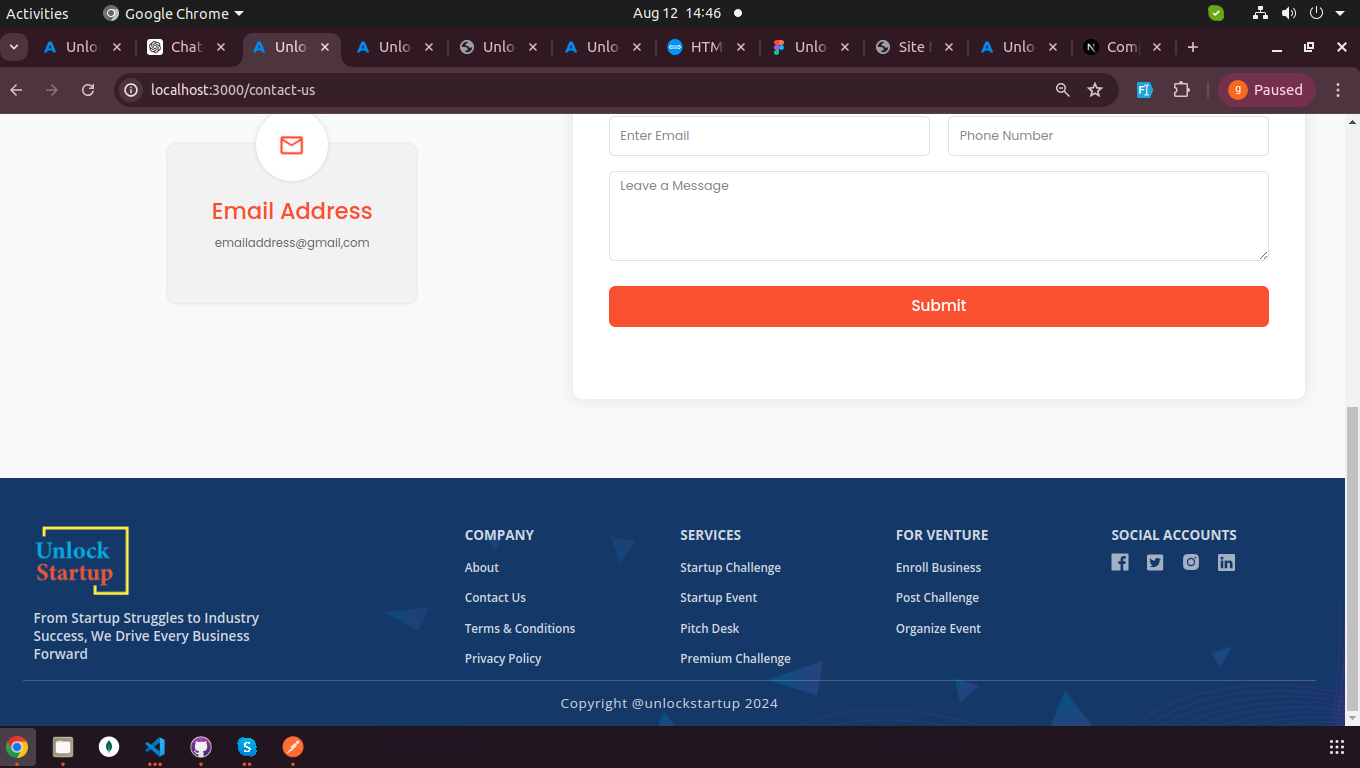 Activities
Google Chrome
Aug 12 14:46
Unlo
Chat
Unlo
Unlo
Unlo
Unlo
HTM
Unlo
Site
Unlo
Com
localhost:3000/contact-us
g
Paused
Enter Email
Phone Number
Leave a Message
Email Address
emailaddress@gmail,com
Submit
Unlock
Startup
From Startup Struggles to Industry
Success, We Drive Every Business
Forward
COMPANY
About
Contact Us
Terms & Conditions
Privacy Policy
SERVICES
Startup Challenge
Startup Event
Pitch Desk
Premium Challenge
FOR VENTURE
Enroll Business
Post Challenge
Organize Event
SOCIAL ACCOUNTS
Copyright @unlockstartup 2024